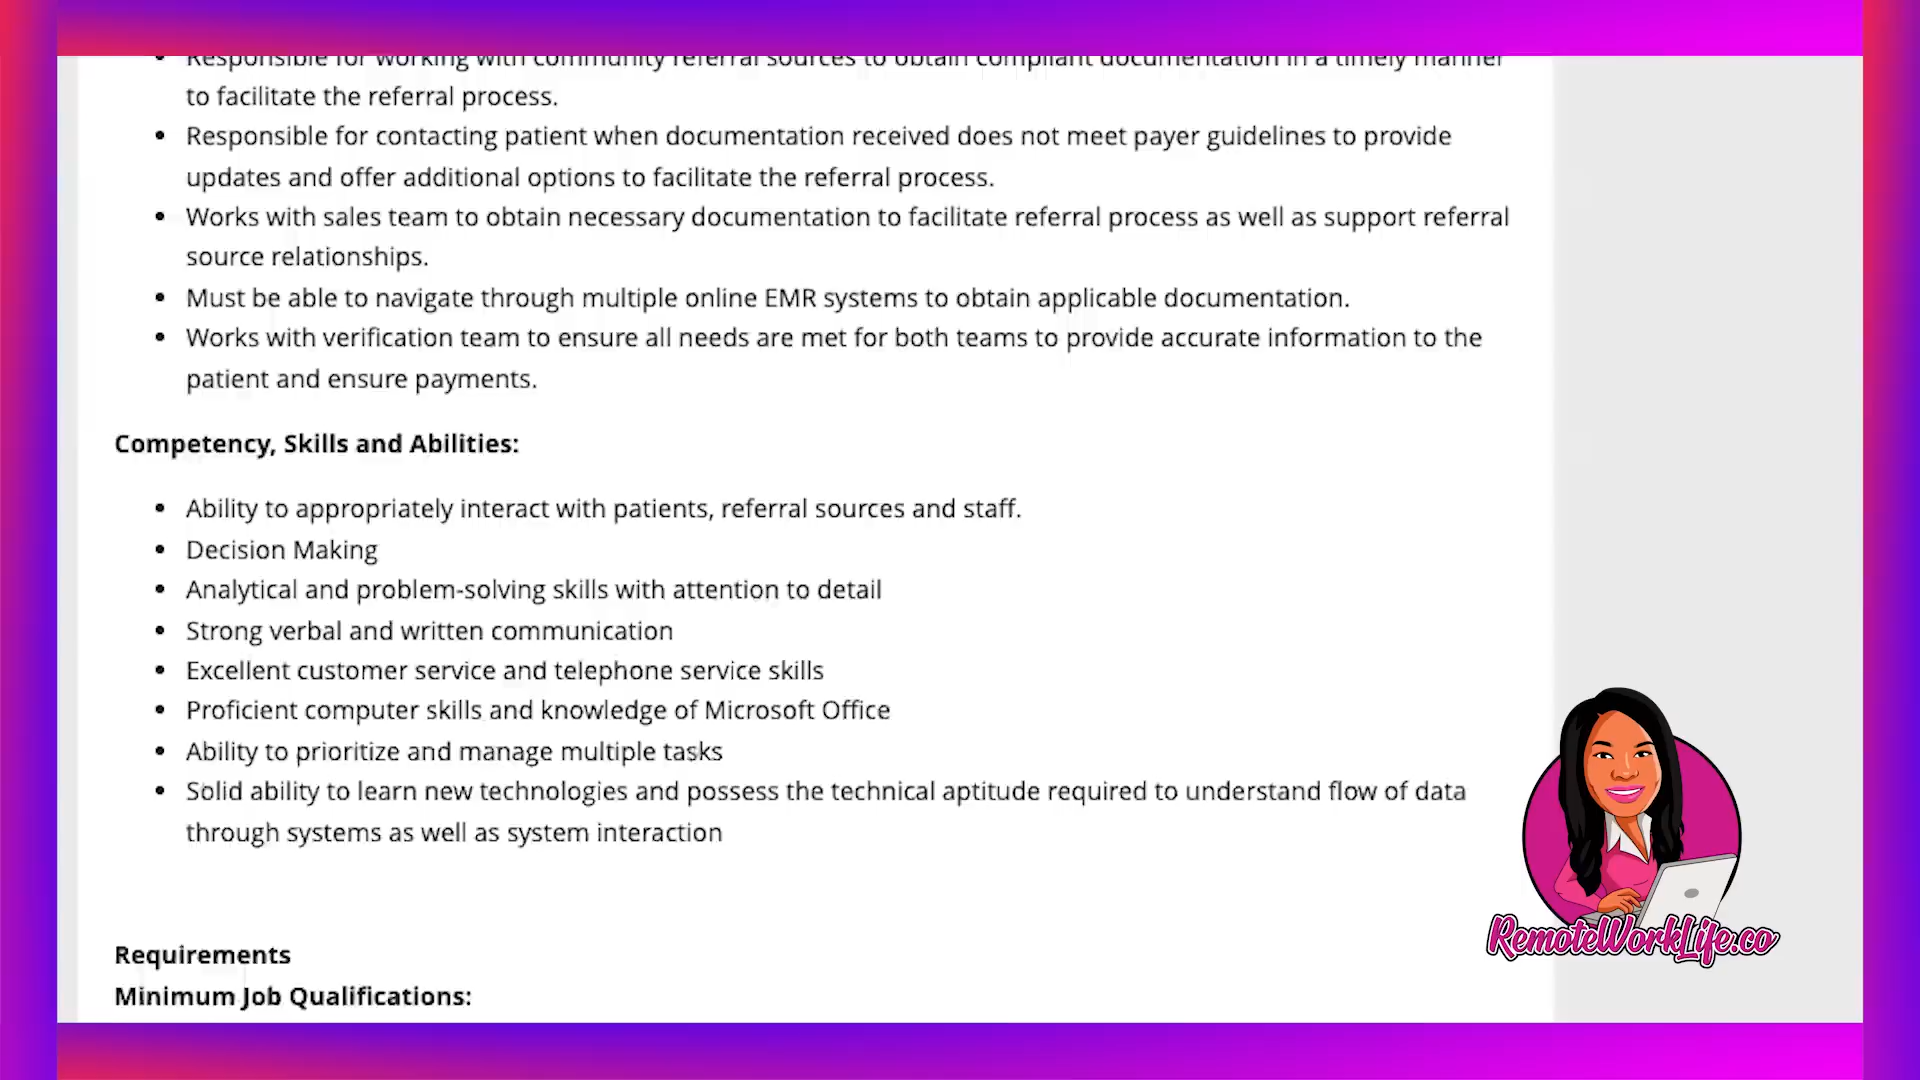 Responsible for working with community referral sources to obtain compliant documentation in a timely manner
to facilitate the referral process.
Responsible for contacting patient when documentation received does not meet payer guidelines to provide
updates and offer additional options to facilitate the referral process.
Works with sales team to obtain necessary documentation to facilitate referral process as well as support referral
source relationships.
Must be able to navigate through multiple online EMR systems to obtain applicable documentation.
Works with verification team to ensure all needs are met for both teams to provide accurate information to the
patient and ensure payments.
Competency, Skills and Abilities:
Ability to appropriately interact with patients, referral sources and staff.
Decision Making
Analytical and problem-solving skills with attention to detail
Strong verbal and written communication
Excellent customer service and telephone service skills
Proficient computer skills and knowledge of Microsoft Office
Ability to prioritize and manage multiple tasks
Solid ability to learn new technologies and possess the technical aptitude required to understand flow of data
through systems as well as system interaction
RemoteWorkLife.co
Requirements
Minimum Job Qualifications: